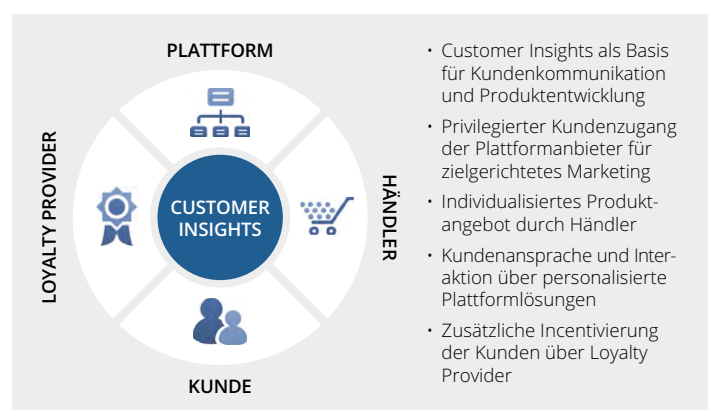 PLATTFORM
LOYALTY PROVIDER
CUSTOMER
INSIGHTS
HÄNDLER
KUNDE
• Customer Insights als Basis
für Kundenkommunikation
und Produktentwicklung
• Privilegierter Kundenzugang
der Plattformanbieter für
zielgerichtetes Marketing
• Individualisiertes Produkt-
angebot durch Händler
• Kundenansprache und Inter-
aktion über personalisierte
Plattformlösungen
• Zusätzliche Incentivierung
der Kunden über Loyalty
Provider